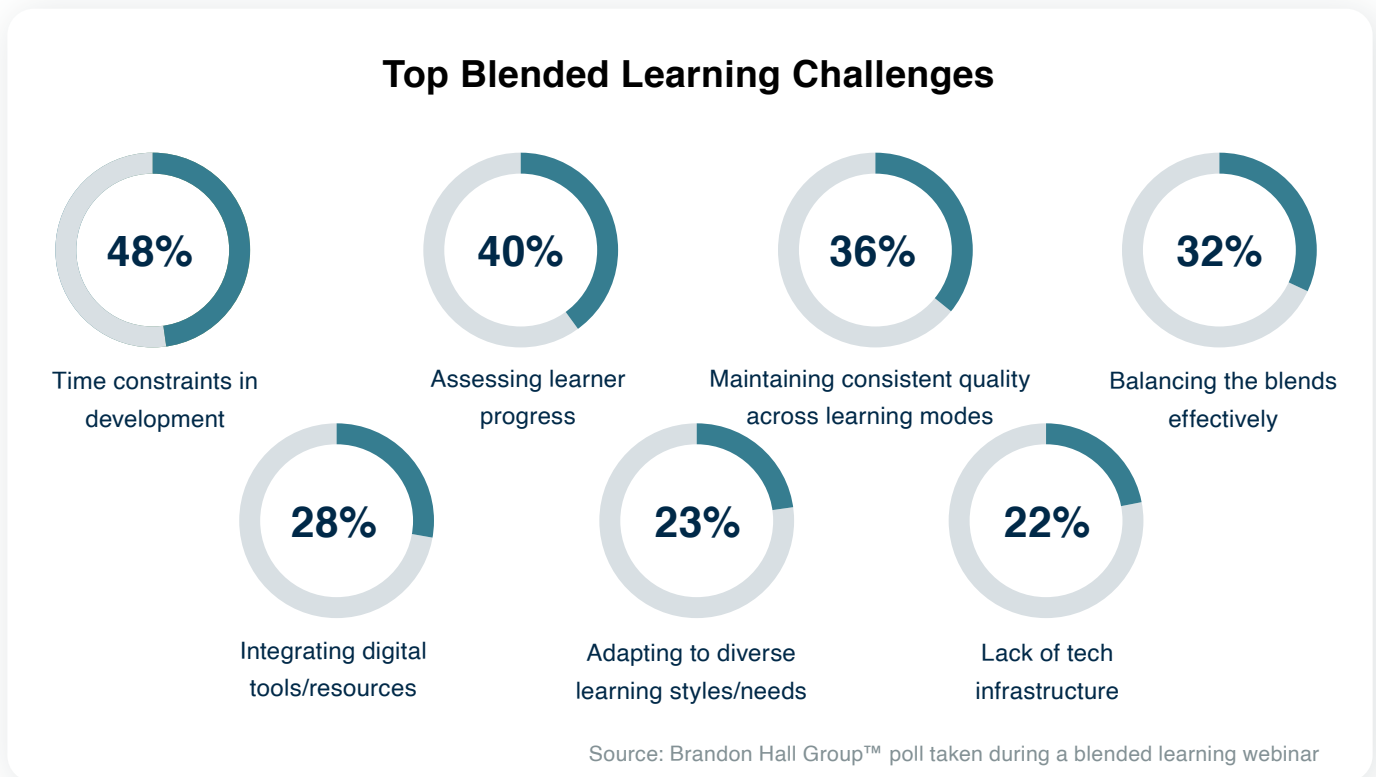 Top Blended Learning Challenges
48%
Time constraints in
development
40%
Assessing learner
progress
36%
Maintaining consistent quality
across learning modes
32%
Balancing the blends
effectively
28%
Integrating digital
tools/resources
23%
Adapting to diverse
learning styles/needs
22%
Lack of tech
infrastructure
Source: Brandon Hall Group™ poll taken during a blended learning webinar